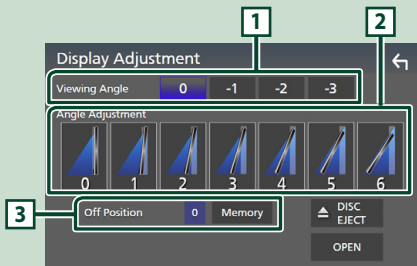 1 2
Display Adjustment
Viewing Angle 0 -1 -2 -3
Angle Adjustment
0 1 2 3 4 5 6
3
Off Position 0 Memory
DISC
EJECT
OPEN